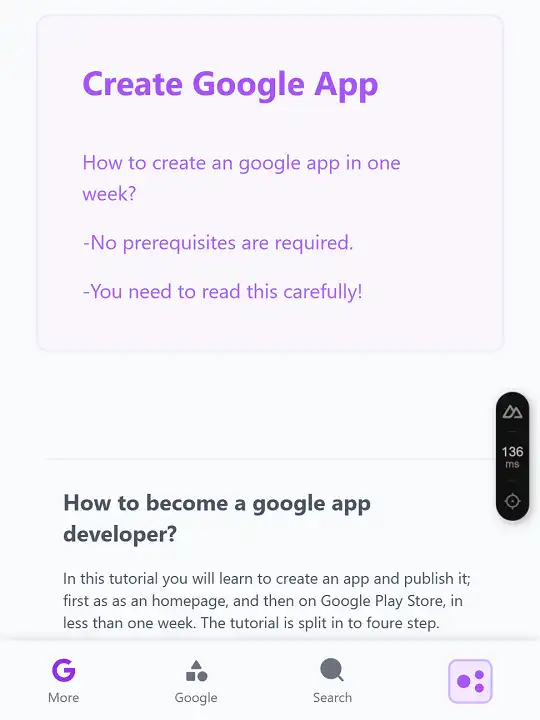 Create Google App
How to create an google app in one
week?
-No prerequisites are required.
-You need to read this carefully!
136
ms
How to become a google app
developer?
In this tutorial you will learn to create an app and publish it;
first as as an homepage, and then on Google Play Store, in
less than one week. The tutorial is split in to foure step.
More
Google
Search